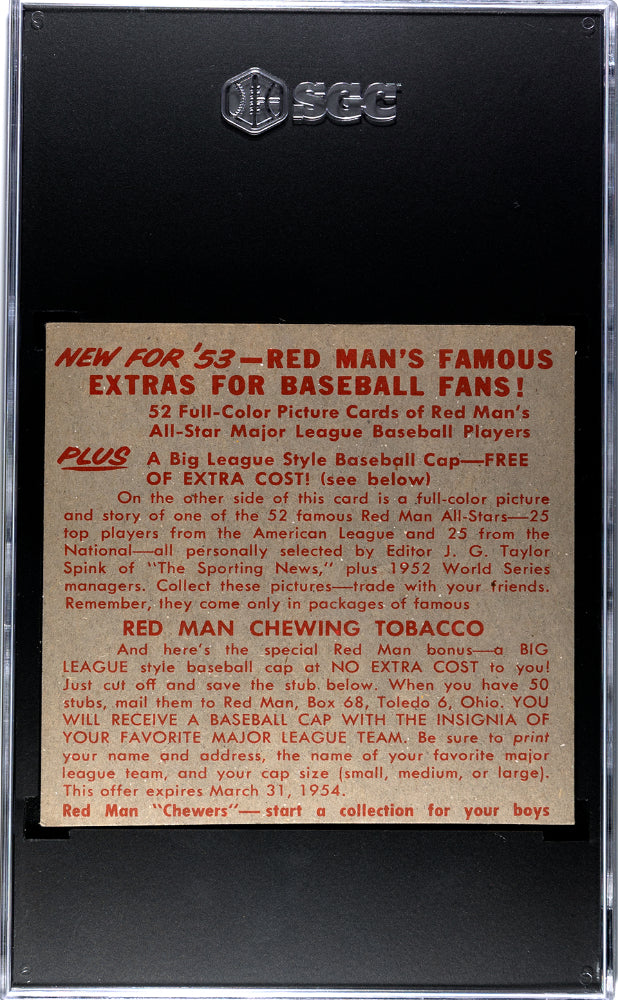 SGC
NEW FOR '53—RED MAN'S FAMOUS
EXTRAS FOR BASEBALL FANS!
52 Full-Color Picture Cards of Red Man's
All-Star Major League Baseball Players
PLUS A Big League Style Baseball Cap—FREE
OF EXTRA COST! (see below)
On the other side of this card is a full-color picture
and story of one of the 52 famous Red Man All-Stars—25
top players from the American League and 25 from the
National—all personally selected by Editor J. G. Taylor
Spink of "The Sporting News," plus 1952 World Series
managers. Collect these pictures—trade with your friends.
Remember, they come only in packages of famous
RED MAN CHEWING TOBACCO
And here's the special Red Man bonus—a BIG
LEAGUE style baseball cap at NO EXTRA COST to you!
Just cut off and save the stub below. When you have 50
stubs, mail them to Red Man, Box 68, Toledo 6, Ohio. YOU
WILL RECEIVE A BASEBALL CAP WITH THE INSIGNIA OF
YOUR FAVORITE MAJOR LEAGUE TEAM. Be sure to print
your name and address, the name of your favorite major
league team, and your cap size (small, medium, or large).
This offer expires March 31, 1954.
Red Man "Chewers"—start a collection for your boys